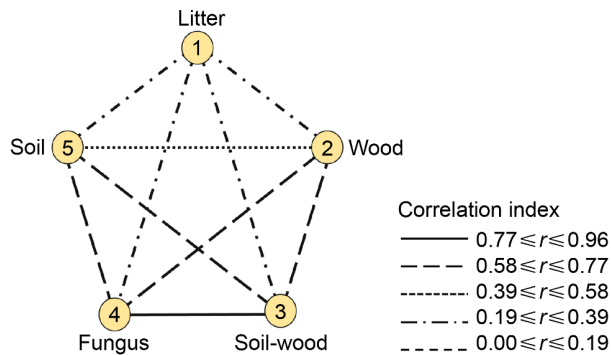 Litter
1
Soil
5
2
Wood
4
3
Fungus
Soil-wood
Correlation index
0.77≤r≤0.96
0.58≤r≤0.77
0.39≤r≤0.58
0.19≤r≤0.39
0.00≤r≤0.19